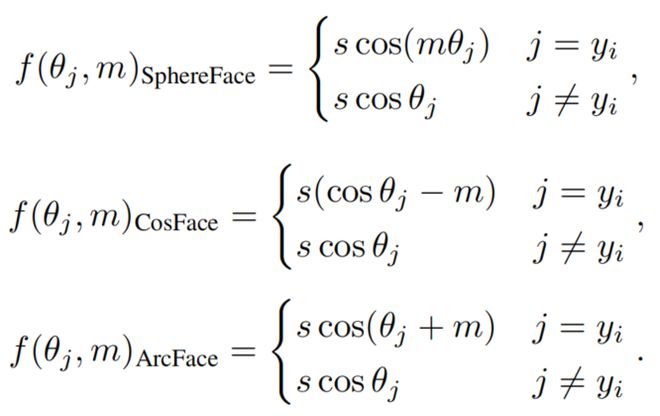 f(θ_j, m)_SphereFace = { s cos(mθ_j)   j = y_i
s cos θ_j   j ≠ y_i ,
f(θ_j, m)_CosFace = { s(cos θ_j − m)   j = y_i
s cos θ_j   j ≠ y_i ,
f(θ_j, m)_ArcFace = { s cos(θ_j + m)   j = y_i
s cos θ_j   j ≠ y_i .